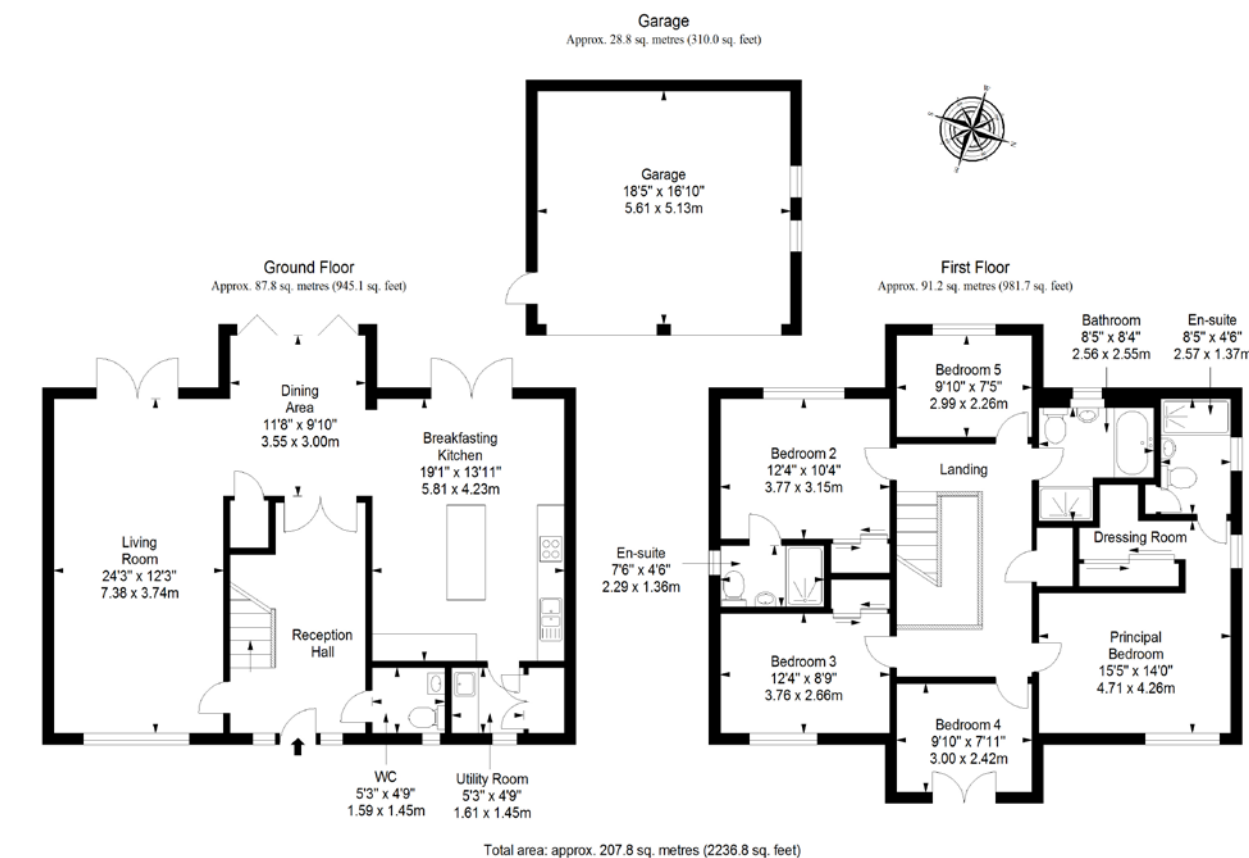 Garage
Approx. 28.8 sq. metres (310.0 sq. feet)
Garage
18'5" x 16'10"
5.61 x 5.13m
Ground Floor
Approx. 87.8 sq. metres (945.1 sq. feet)
Dining
Area
11'8" x 9'10"
3.55 x 3.00m
Breakfasting
Kitchen
19'1" x 13'11"
5.81 x 4.23m
Living
Room
24'3" x 12'3"
7.38 x 3.74m
Reception
Hall
WC
5'3" x 4'9"
1.59 x 1.45m
Utility Room
5'3" x 4'9"
1.61 x 1.45m
First Floor
Approx. 91.2 sq. metres (981.7 sq. feet)
Bathroom
8'5" x 8'4"
2.56 x 2.55m
En-suite
8'5" x 4'6"
2.57 x 1.37m
Bedroom 5
9'10" x 7'5"
2.99 x 2.26m
Bedroom 2
12'4" x 10'4"
3.77 x 3.15m
Landing
Dressing Room
En-suite
7'6" x 4'6"
2.29 x 1.36m
Bedroom 3
12'4" x 8'9"
3.76 x 2.66m
Principal
Bedroom
15'5" x 14'0"
4.71 x 4.26m
Bedroom 4
9'10" x 7'11"
3.00 x 2.42m
Total area: approx. 207.8 sq. metres (2236.8 sq. feet)